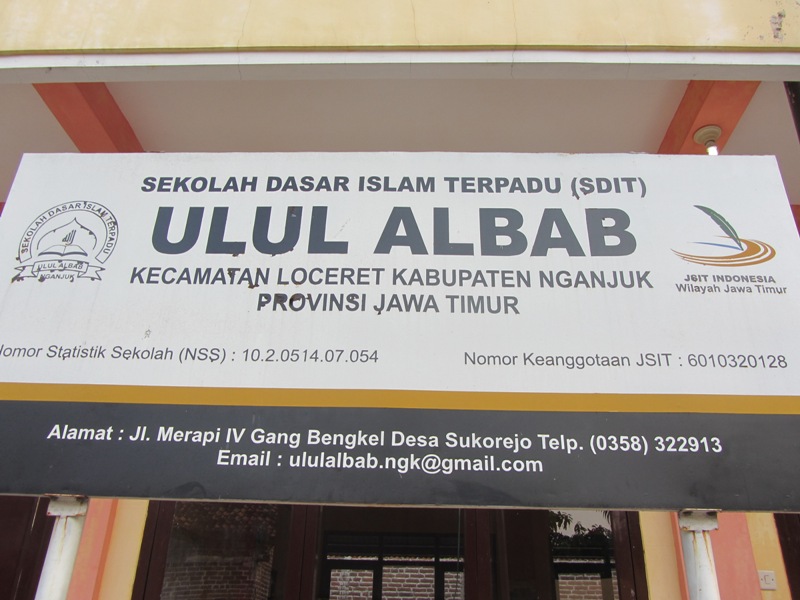 SEKOLAH DASAR ISLAM TERPADU (SDIT)
ULUL ALBAB
KECAMATAN LOCERET KABUPATEN NGANJUK
PROVINSI JAWA TIMUR
SEKOLAH DASAR ISLAM TERPADU
ULUL ALBAB
NGANJUK
JSIT INDONESIA
Wilayah Jawa Timur
Nomor Statistik Sekolah (NSS) : 10.2.0514.07.054
Nomor Keanggotaan JSIT : 6010320128
Alamat : Jl. Merapi IV Gang Bengkel Desa Sukorejo Telp. (0358) 322913
Email : ululalbab.ngk@gmail.com